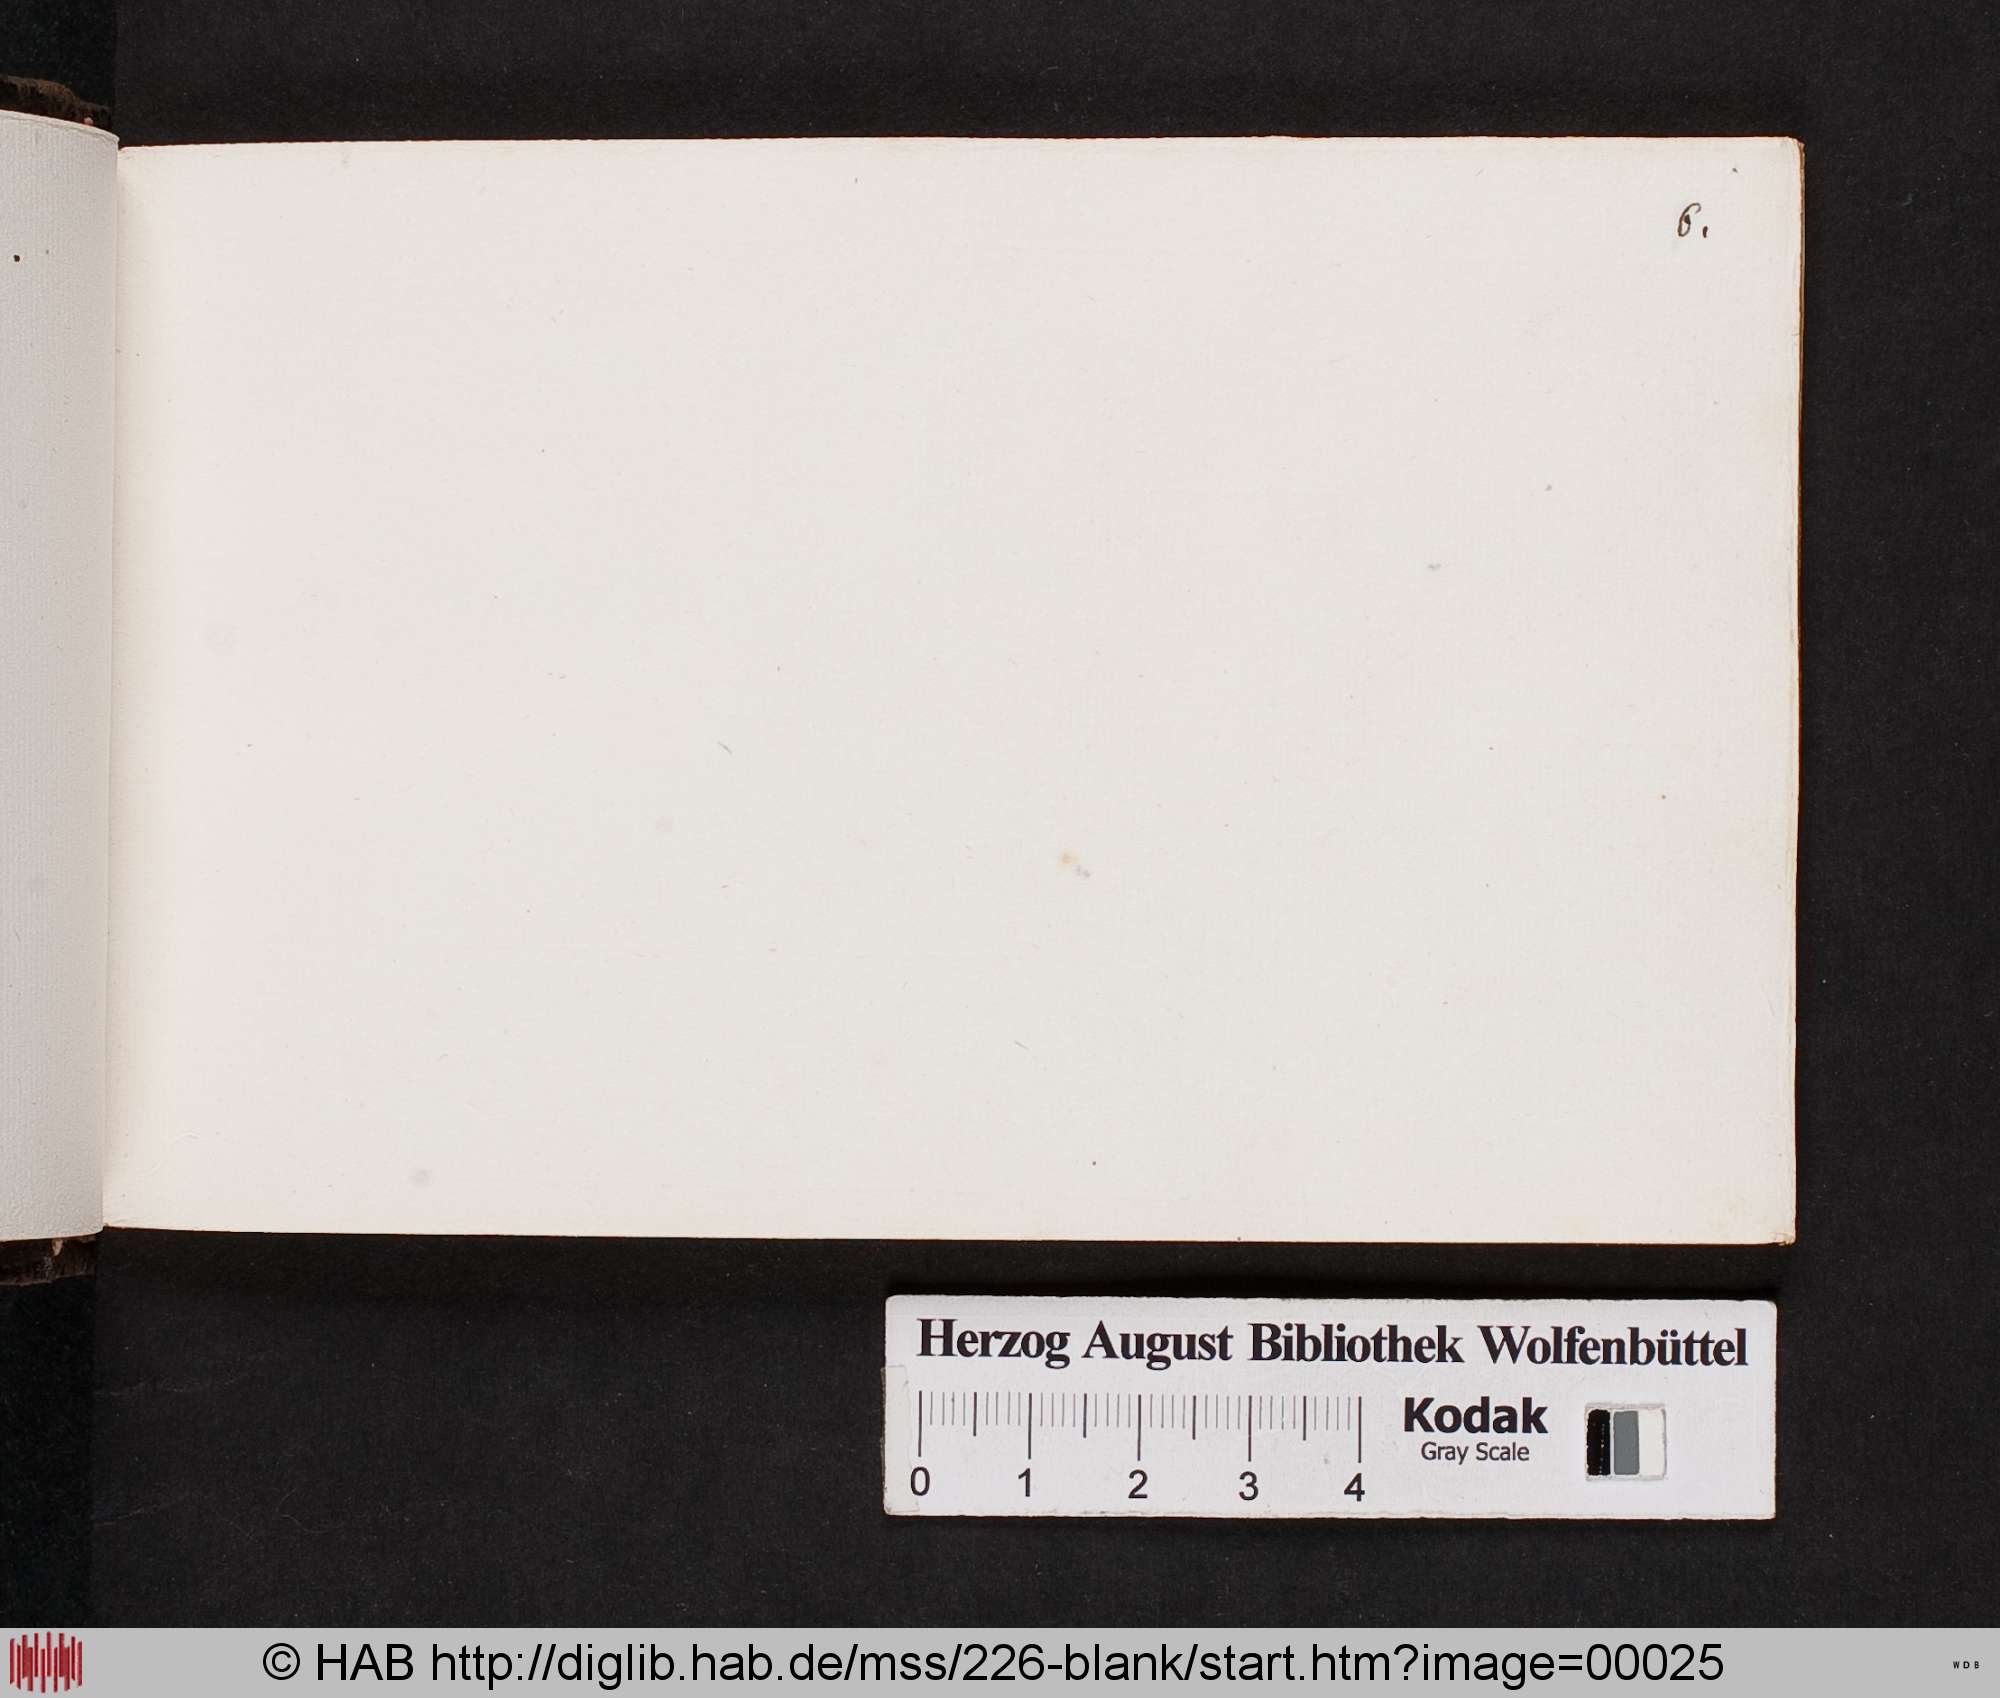 6.
Herzog August Bibliothek Wolfenbüttel
0 1 2 3 4
Kodak
Gray Scale
© HAB http://diglib.hab.de/mss/226-blank/start.htm?image=00025
WDB